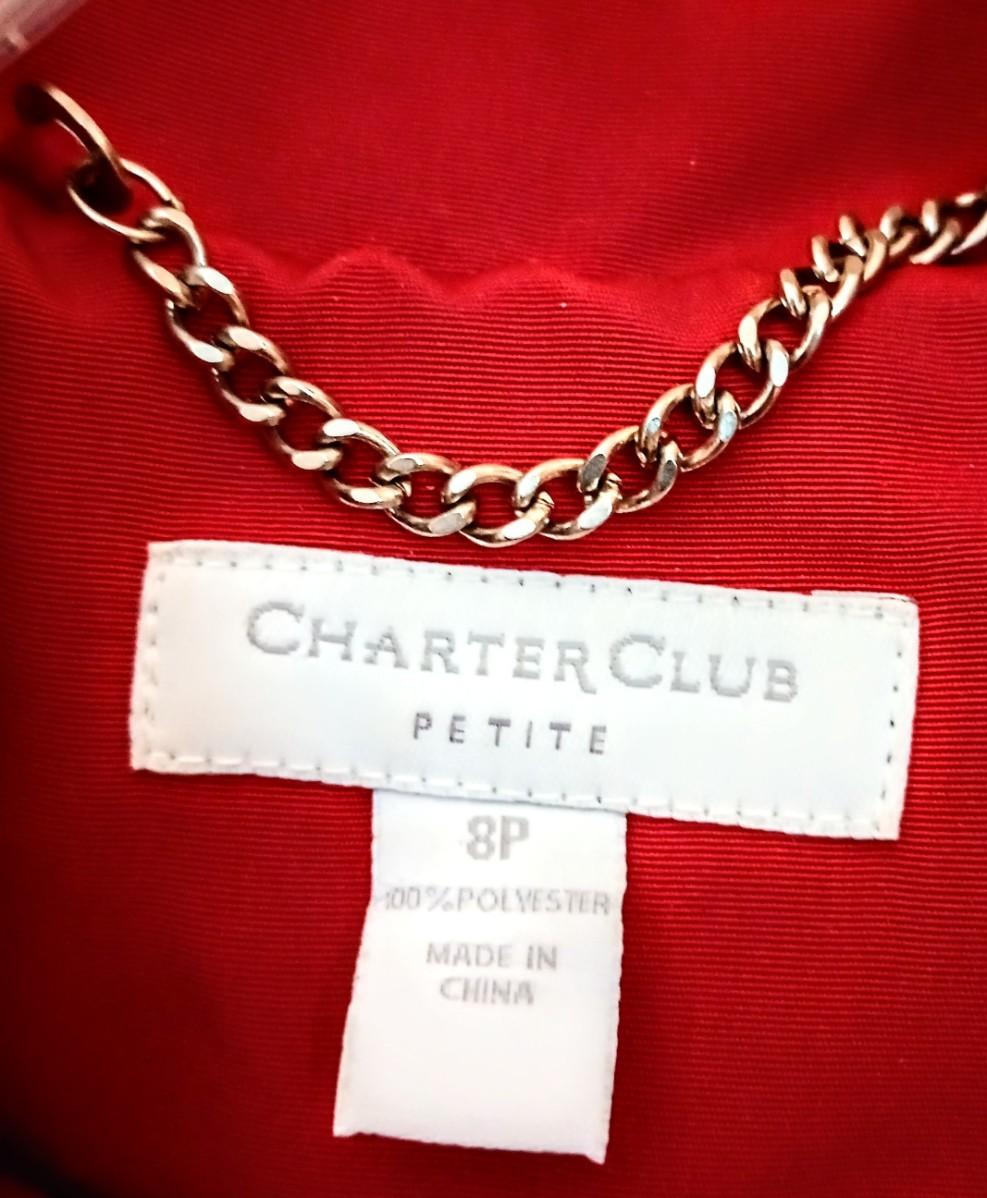 CHARTER CLUB
PETITE
8P
100%POLYESTER
MADE IN
CHINA